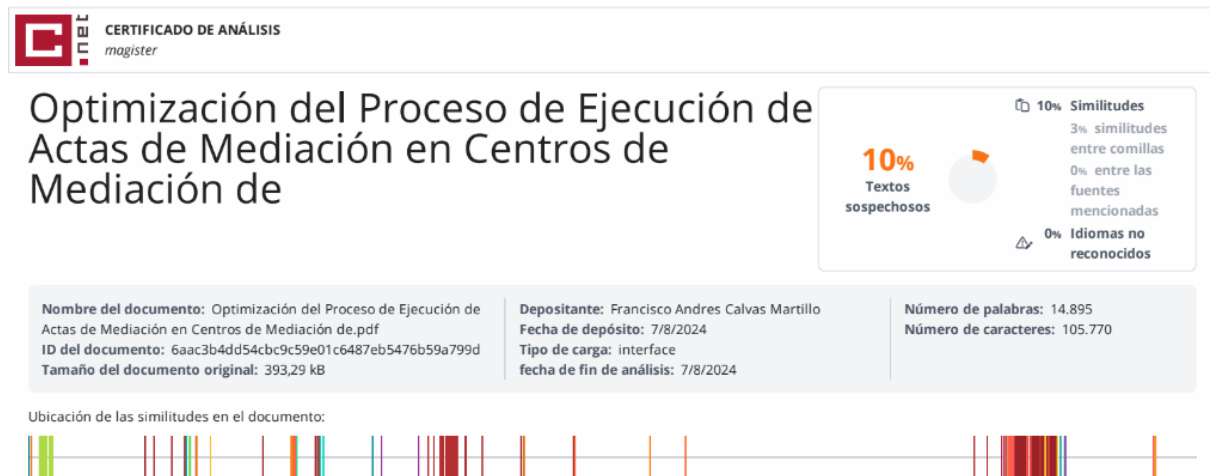 .net
CERTIFICADO DE ANÁLISIS
magister
Optimización del Proceso de Ejecución de
Actas de Mediación en Centros de
Mediación de
10%
Textos
sospechosos
10% Similitudes
3% similitudes
entre comillas
0% entre las
fuentes
mencionadas
0% Idiomas no
reconocidos
Nombre del documento: Optimización del Proceso de Ejecución de
Actas de Mediación en Centros de Mediación de.pdf
ID del documento: 6aac3b4dd54cbc9c59e01c6487eb5476b59a799d
Tamaño del documento original: 393,29 kB
Depositante: Francisco Andres Calvas Martillo
Fecha de depósito: 7/8/2024
Tipo de carga: interface
fecha de fin de análisis: 7/8/2024
Número de palabras: 14.895
Número de caracteres: 105.770
Ubicación de las similitudes en el documento: